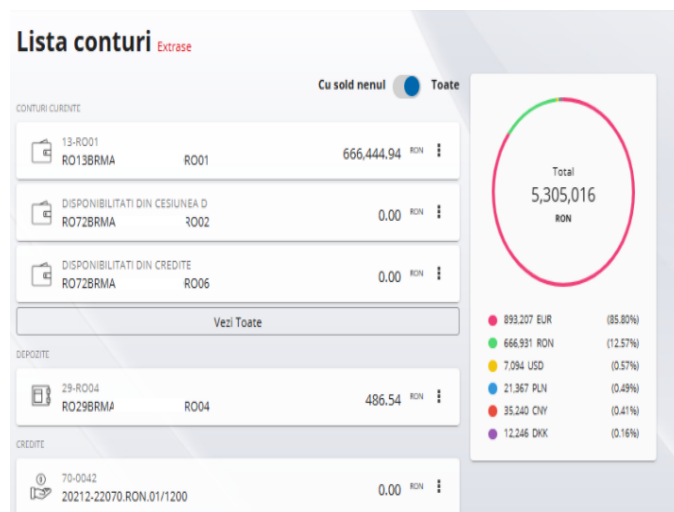 Lista conturi Extrase
Cu sold nenul Toate
CONTURI CURENTE
13-RO01
RO13BRMA RO01
666,444.94 RON
DISPONIBILITATI DIN CESIUNEA D
RO72BRMA RO02
0.00 RON
DISPONIBILITATI DIN CREDITE
RO72BRMA RO06
0.00 RON
Vezi Toate
DEPOZITE
29-RO04
RO29BRMA RO04
486.54 RON
CREDITE
70-0042
20212-22070.RON.01/1200
0.00 RON
Total
5,305,016
RON
893,207 EUR (85.80%)
666,931 RON (12.57%)
7,094 USD (0.57%)
21,367 PLN (0.49%)
35,240 CNY (0.41%)
12,246 DKK (0.16%)